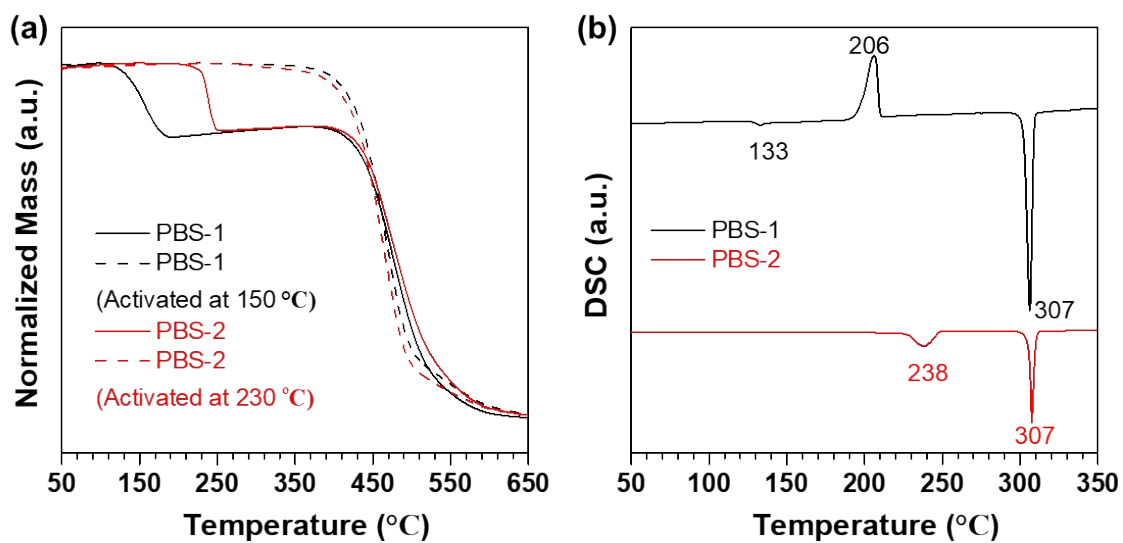 (a)
Normalized Mass (a.u.)
PBS-1
PBS-1
(Activated at 150 °C)
PBS-2
PBS-2
(Activated at 230 °C)
50 150 250 350 450 550 650
Temperature (°C)
(b)
DSC (a.u.)
206
133
PBS-1
PBS-2
307
238
307
50 100 150 200 250 300 350
Temperature (°C)